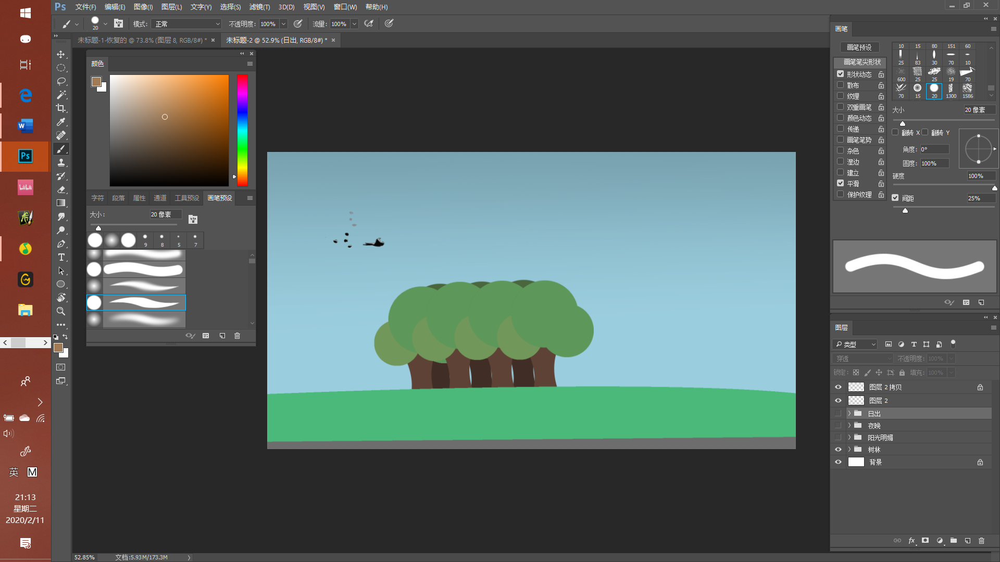 Ps 文件(F) 编辑(E) 图像(I) 图层(L) 文字(Y) 选择(S) 滤镜(T) 3D(D) 视图(V) 窗口(W) 帮助(H)
20 模式: 正常 不透明度: 100% 流量: 100%
未标题-1-恢复的 @ 73.8% (图层 8, RGB/8#) * ×
未标题-2 @ 52.9% (日出, RGB/8#) * ×
颜色
字符 段落 属性 通道 工具预设 画笔预设
大小: 20 像素
9 8 5 7
画笔
画笔预设
画笔笔尖形状
形状动态
散布
纹理
双重画笔
颜色动态
传递
画笔笔势
杂色
湿边
建立
平滑
保护纹理
10 15 80 151 60
25 83 30 70 10
600 25 25 19 70
70 15 20 1300 1586
大小 20 像素
翻转 X 翻转 Y
角度: 0°
圆度: 100%
硬度 100%
间距 25%
图层
类型
穿透 不透明度: 100%
锁定: 填充: 100%
图层 2 拷贝
图层 2
日出
夜晚
阳光明媚
树林
背景
fx
52.85% 文档:5.93M/173.3M
W
Ps
bilibili
英 M
21:13
星期二
2020/2/11